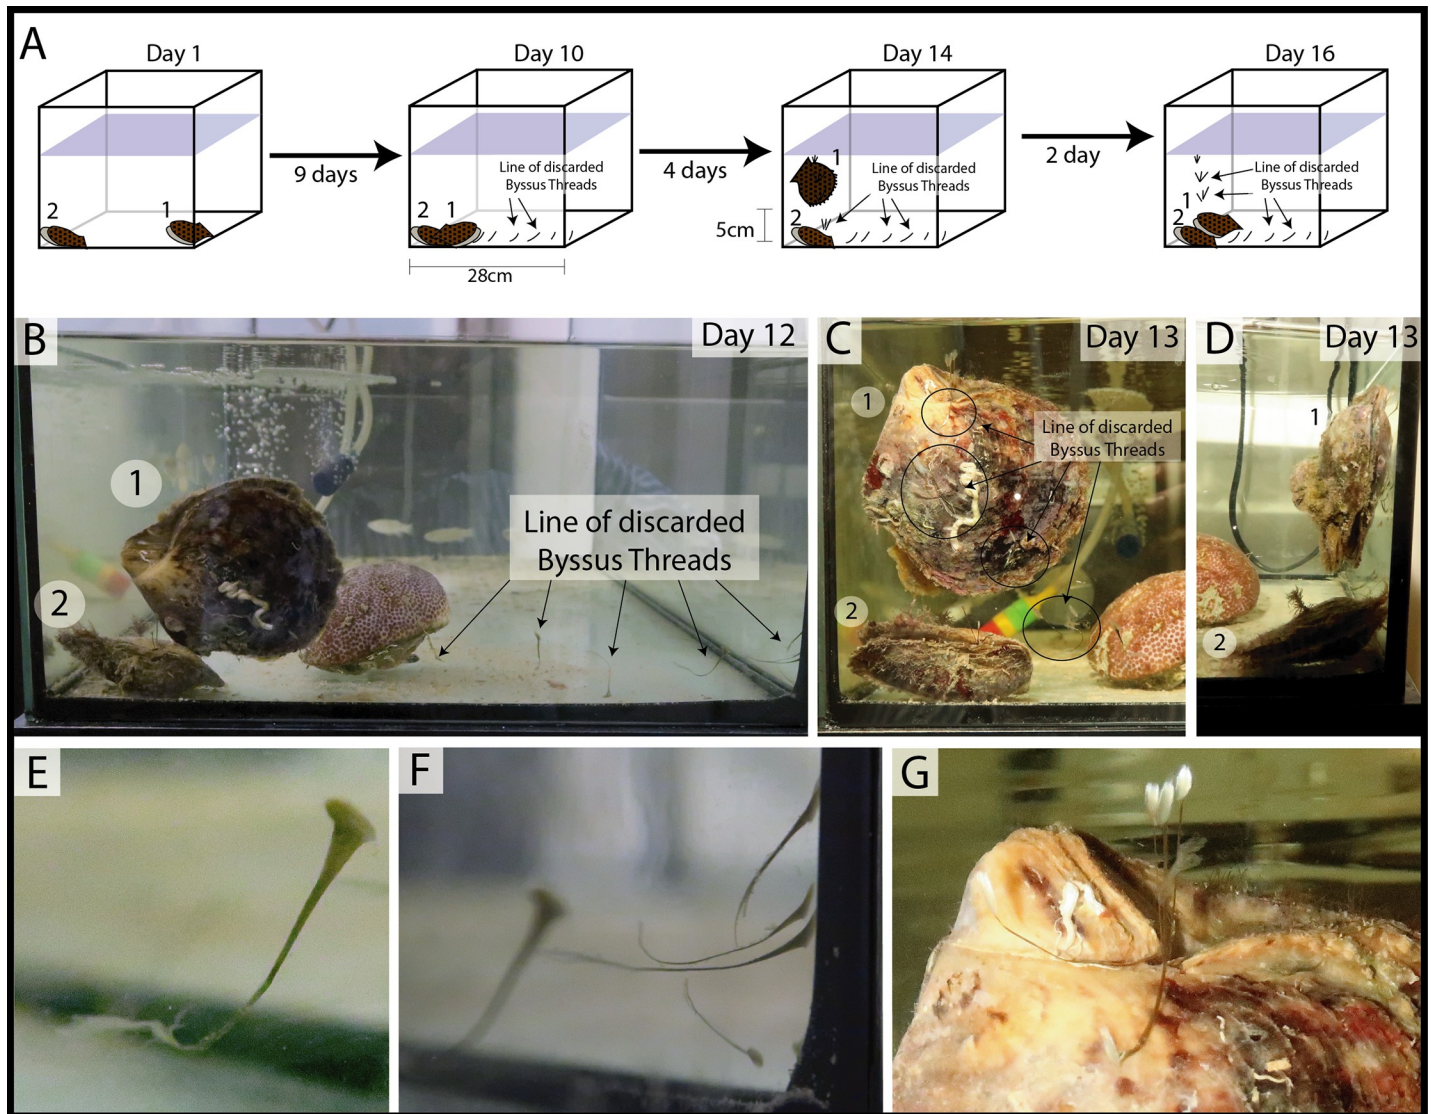 A
Day 1
Day 10
Day 14
Day 16
9 days
4 days
2 day
2
1
2
1
Line of discarded
Byssus Threads
28cm
1
2
Line of discarded
Byssus Threads
5cm
1
2
Line of discarded
Byssus Threads
B
Day 12
1
2
Line of discarded
Byssus Threads
C
Day 13
1
2
Line of discarded
Byssus Threads
D
Day 13
1
2
E
F
G